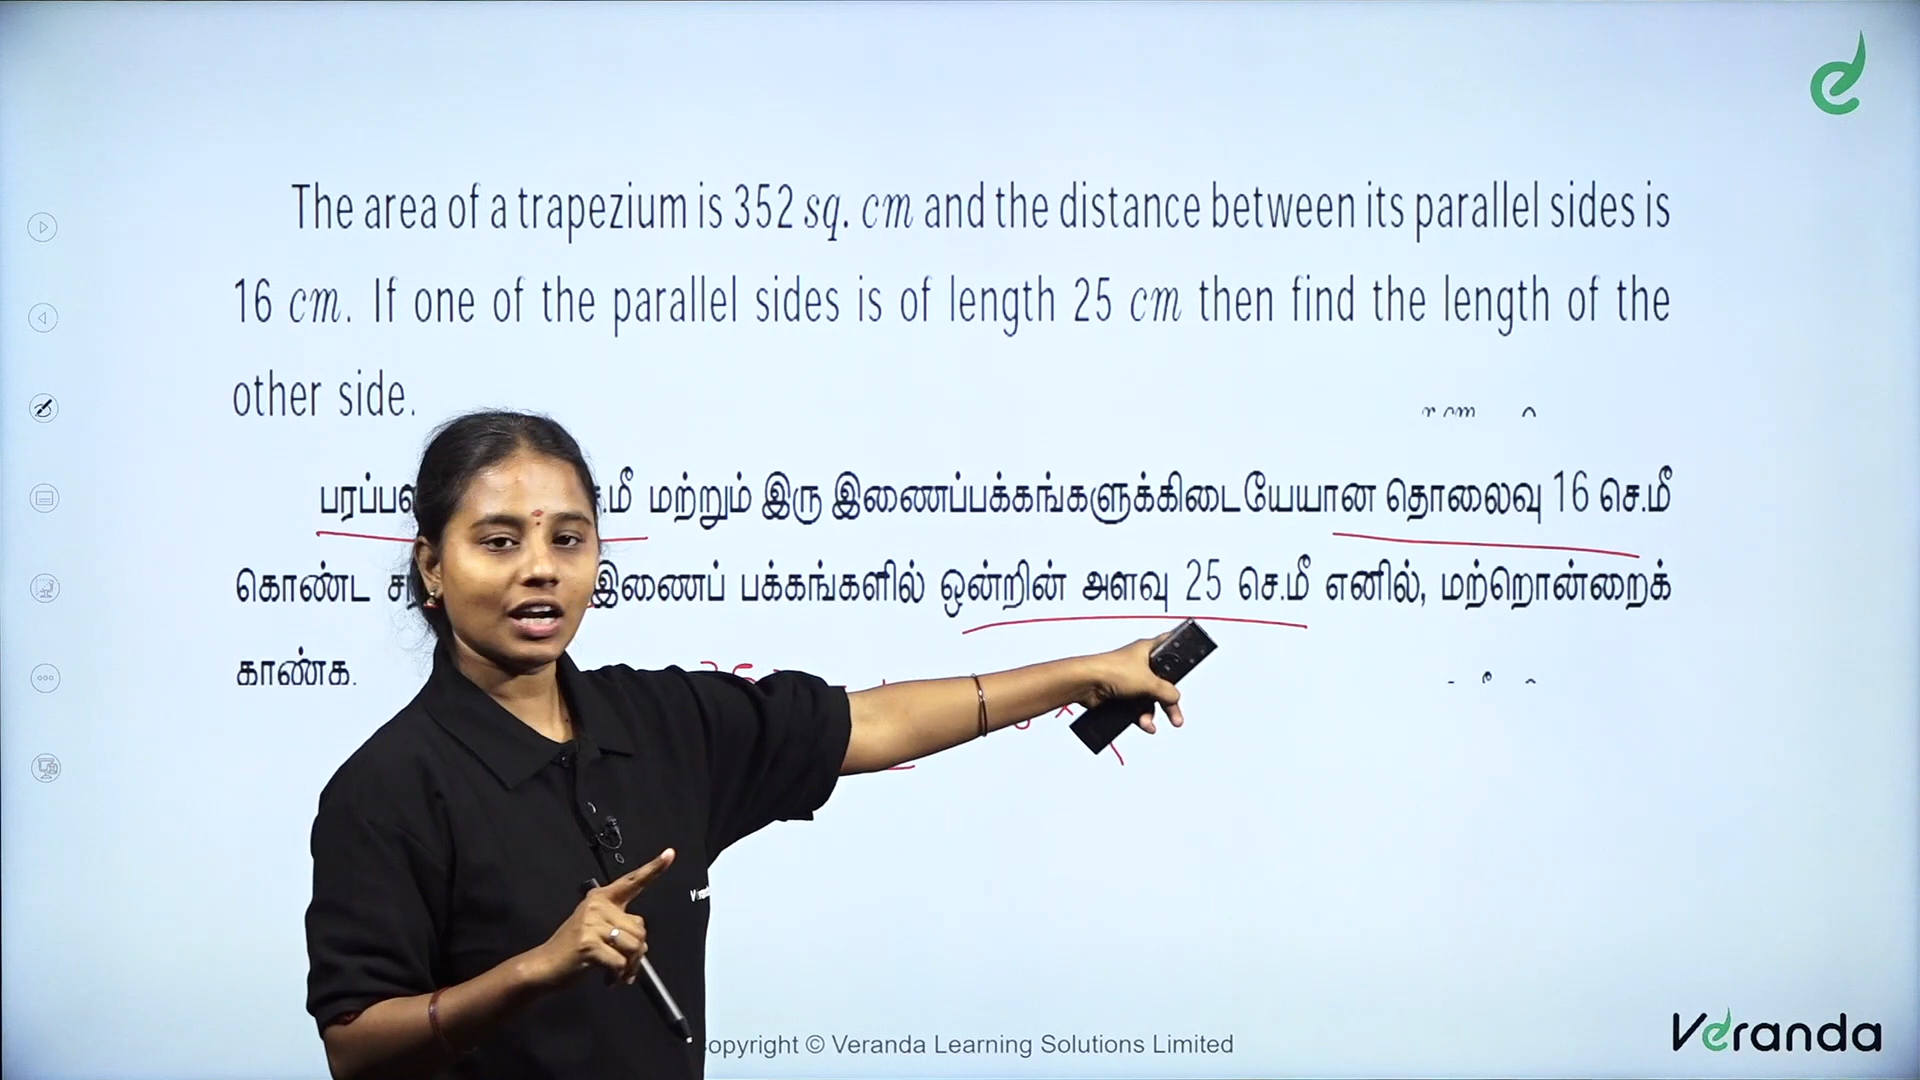 The area of a trapezium is 352 sq. cm and the distance between its parallel sides is
16 cm. If one of the parallel sides is of length 25 cm then find the length of the
other side.
மற்றும் இரு இணைப்பக்கங்களுக்கிடையேயான தொலைவு 16 செ.மீ
கொண்ட இணைப் பக்கங்களில் ஒன்றின் அளவு 25 செ.மீ எனில், மற்றொன்றைக்
காண்க.
Copyright © Veranda Learning Solutions Limited
Veranda